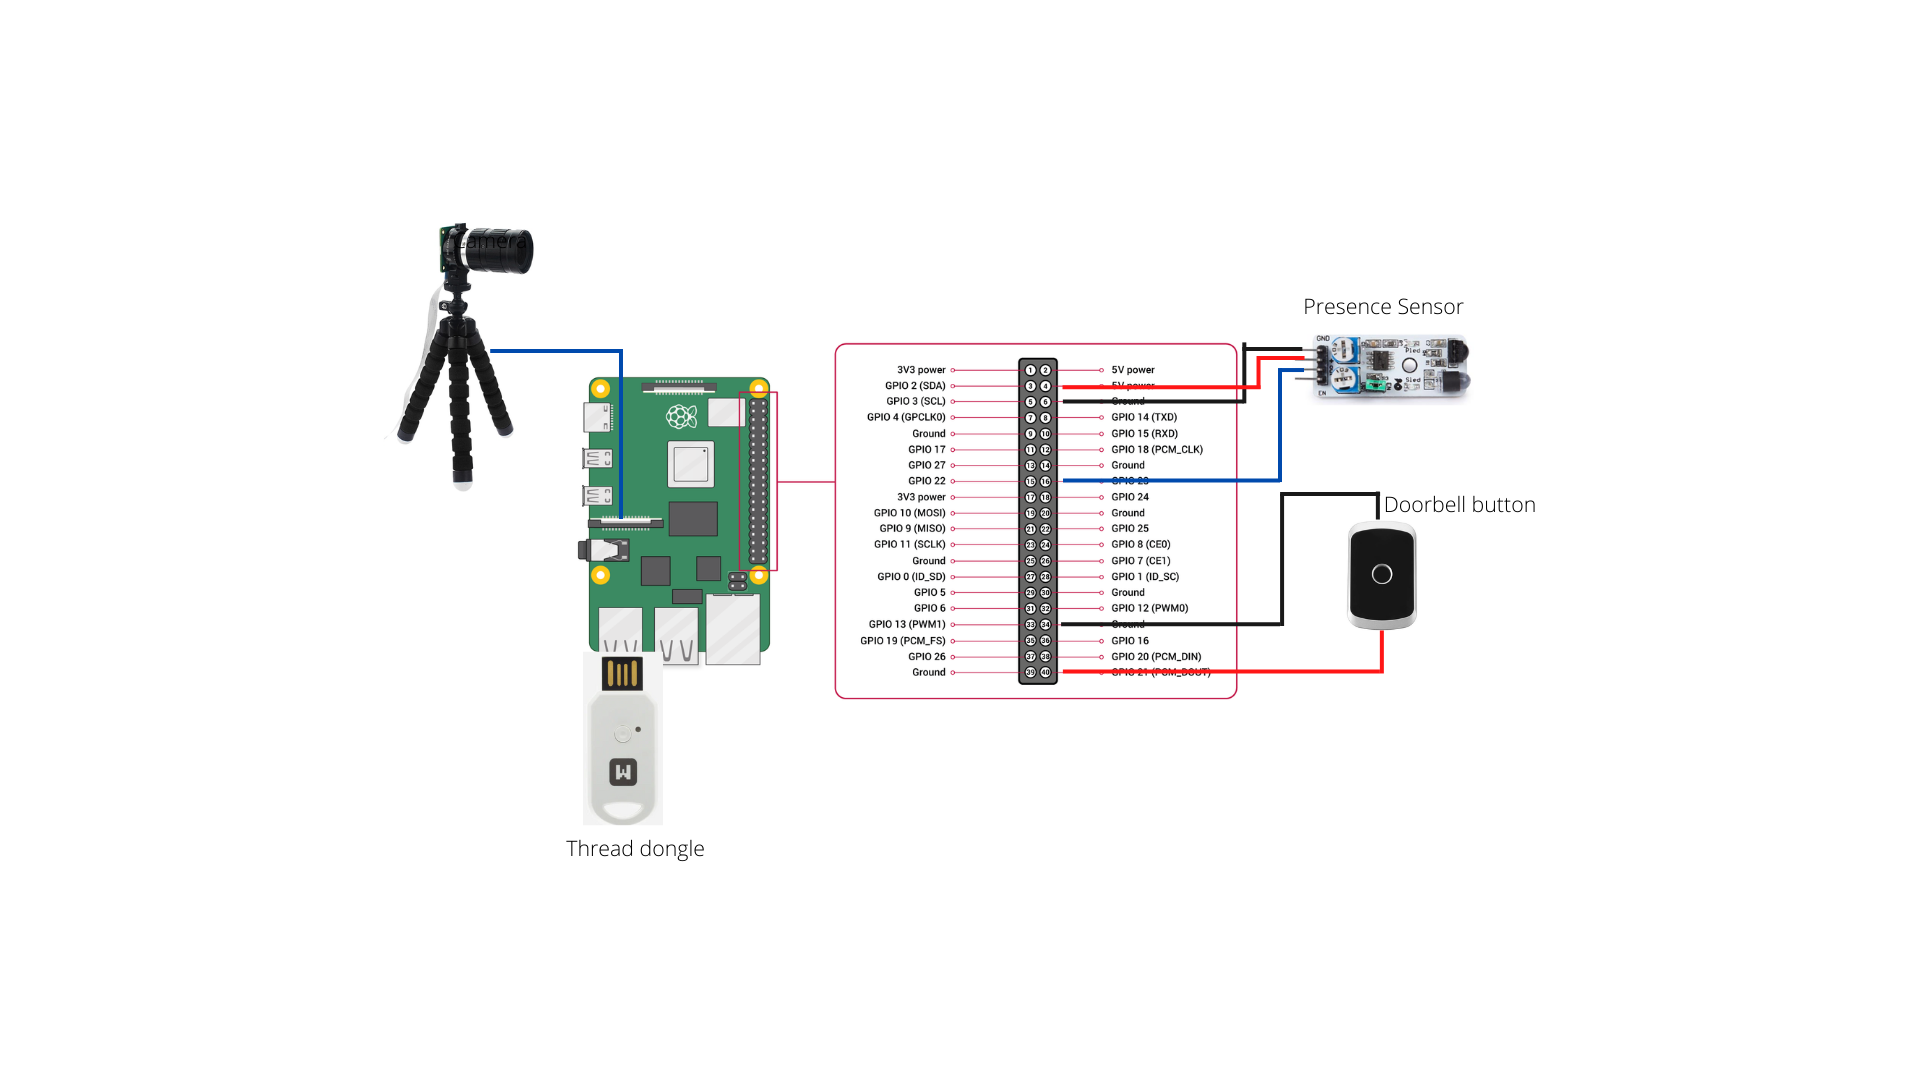 Camera
Presence Sensor
GND
EN
Pled
Sled
3V3 power 1 2 5V power
GPIO 2 (SDA) 3 4 5V power
GPIO 3 (SCL) 5 6 Ground
GPIO 4 (GPCLK0) 7 8 GPIO 14 (TXD)
Ground 9 10 GPIO 15 (RXD)
GPIO 17 11 12 GPIO 18 (PCM_CLK)
GPIO 27 13 14 Ground
GPIO 22 15 16 GPIO 23
3V3 power 17 18 GPIO 24
GPIO 10 (MOSI) 19 20 Ground
GPIO 9 (MISO) 21 22 GPIO 25
GPIO 11 (SCLK) 23 24 GPIO 8 (CE0)
Ground 25 26 GPIO 7 (CE1)
GPIO 0 (ID_SD) 27 28 GPIO 1 (ID_SC)
GPIO 5 29 30 Ground
GPIO 6 31 32 GPIO 12 (PWM0)
GPIO 13 (PWM1) 33 34 Ground
GPIO 19 (PCM_FS) 35 36 GPIO 16
GPIO 26 37 38 GPIO 20 (PCM_DIN)
Ground 39 40 GPIO 21 (PCM_DOUT)
Doorbell button
Thread dongle